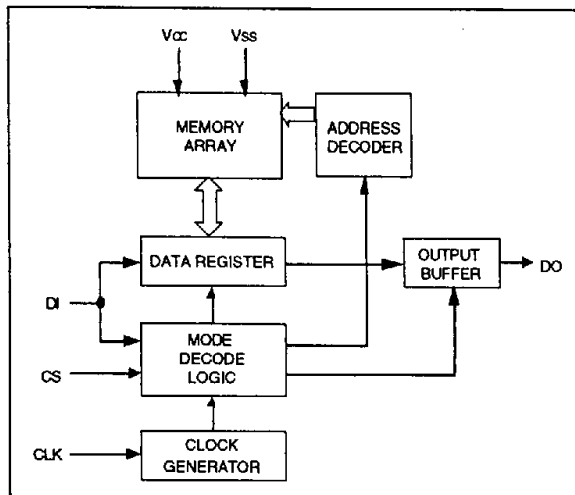 Vcc
Vss
MEMORY
ARRAY
ADDRESS
DECODER
DATA REGISTER
OUTPUT
BUFFER
DO
DI
MODE
DECODE
LOGIC
CS
CLK
CLOCK
GENERATOR